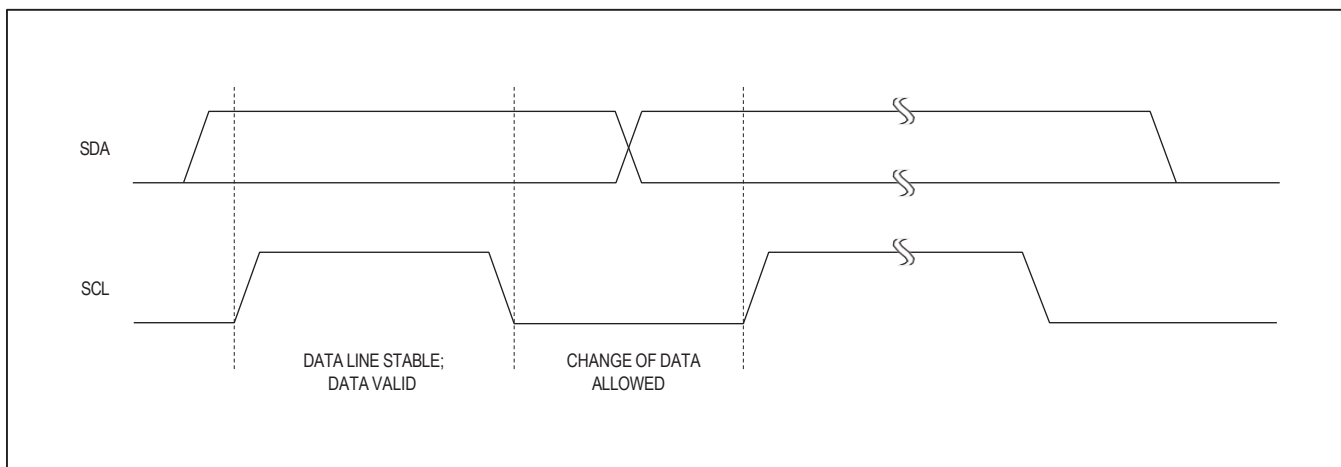 SDA
SCL
DATA LINE STABLE;
DATA VALID
CHANGE OF DATA
ALLOWED